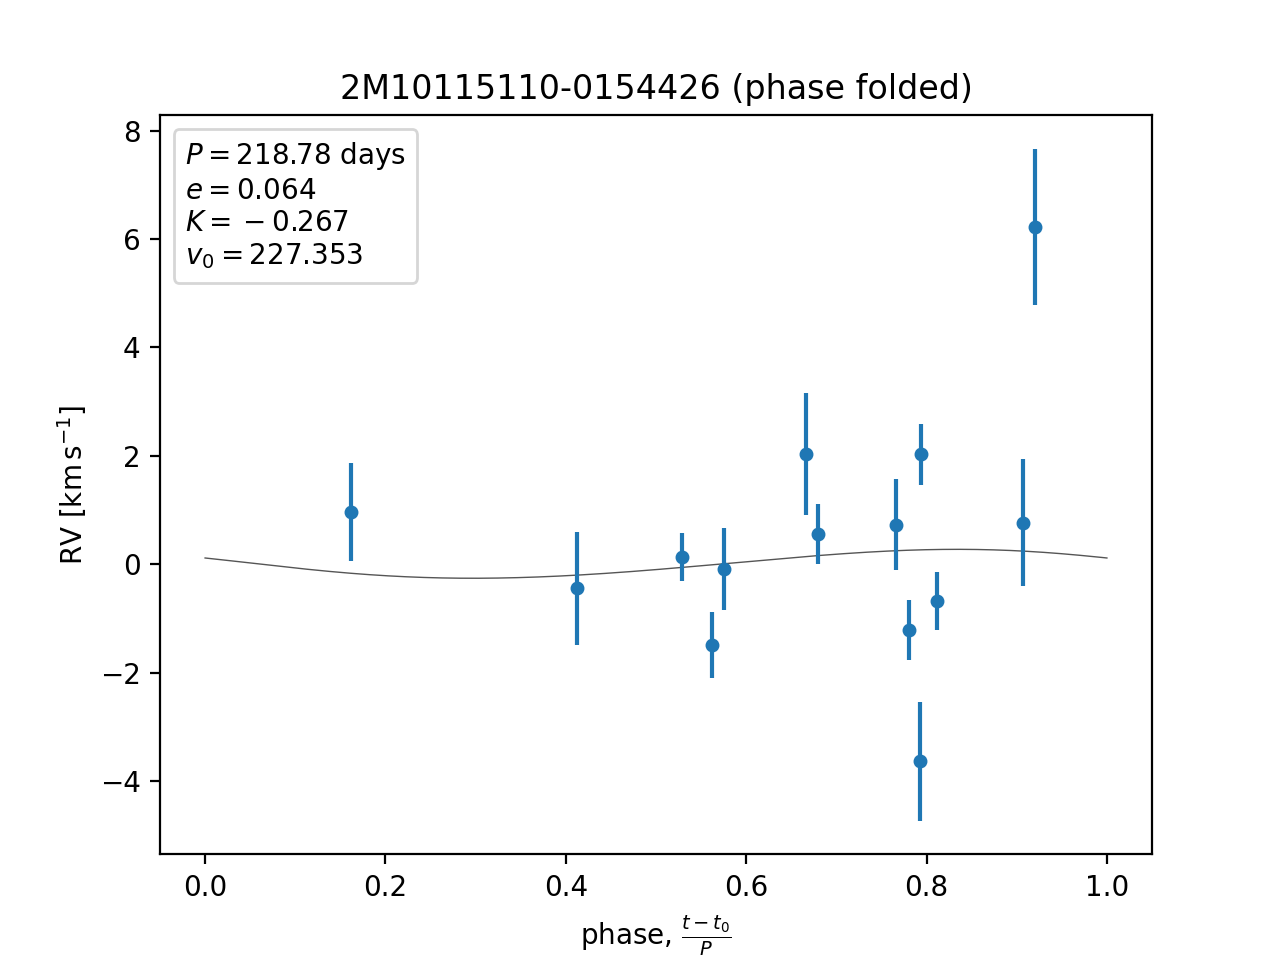 2M10115110-0154426 (phase folded)
P = 218.78 days
e = 0.064
K = −0.267
v₀ = 227.353
8
6
4
2
0
−2
−4
RV [km s⁻¹]
0.0 0.2 0.4 0.6 0.8 1.0
phase, (t − t₀)/P